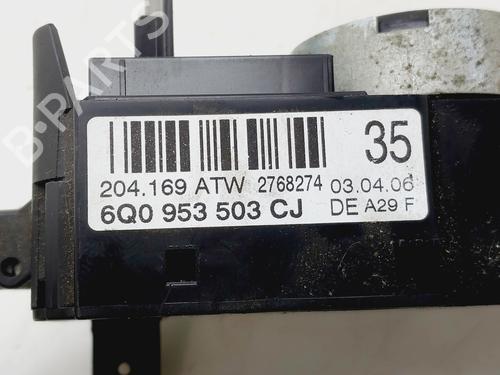 B-PARTS
35
204.169 ATW 2768274 03.04.06
6Q0 953 503 CJ DE A29 F